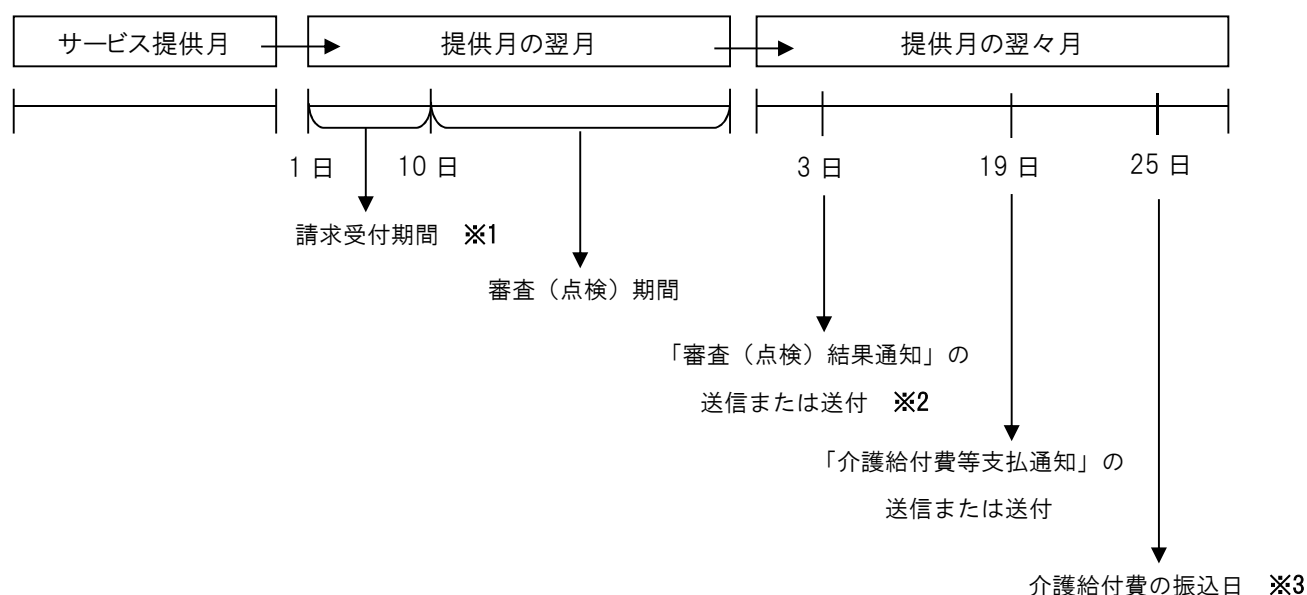 サービス提供月
提供月の翌月
提供月の翌々月
1日
10日
3日
19日
25日
請求受付期間 ※1
審査（点検）期間
「審査（点検）結果通知」の
送信または送付 ※2
「介護給付費等支払通知」の
送信または送付
介護給付費の振込日 ※3